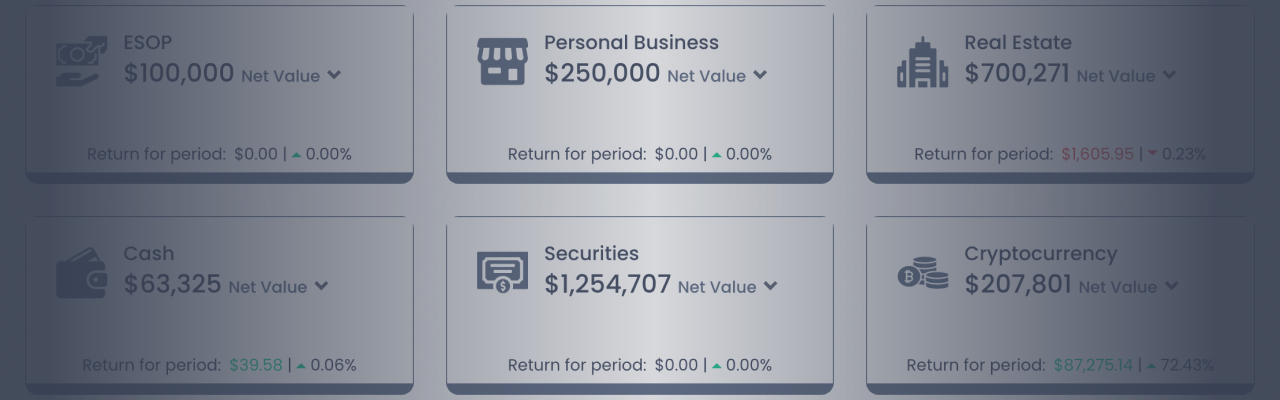 ESOP
$100,000 Net Value
Return for period: $0.00 | 0.00%
Personal Business
$250,000 Net Value
Return for period: $0.00 | 0.00%
Real Estate
$700,271 Net Value
Return for period: $1,605.95 | 0.23%
Cash
$63,325 Net Value
Return for period: $39.58 | 0.06%
Securities
$1,254,707 Net Value
Return for period: $0.00 | 0.00%
Cryptocurrency
$207,801 Net Value
Return for period: $87,275.14 | 72.43%